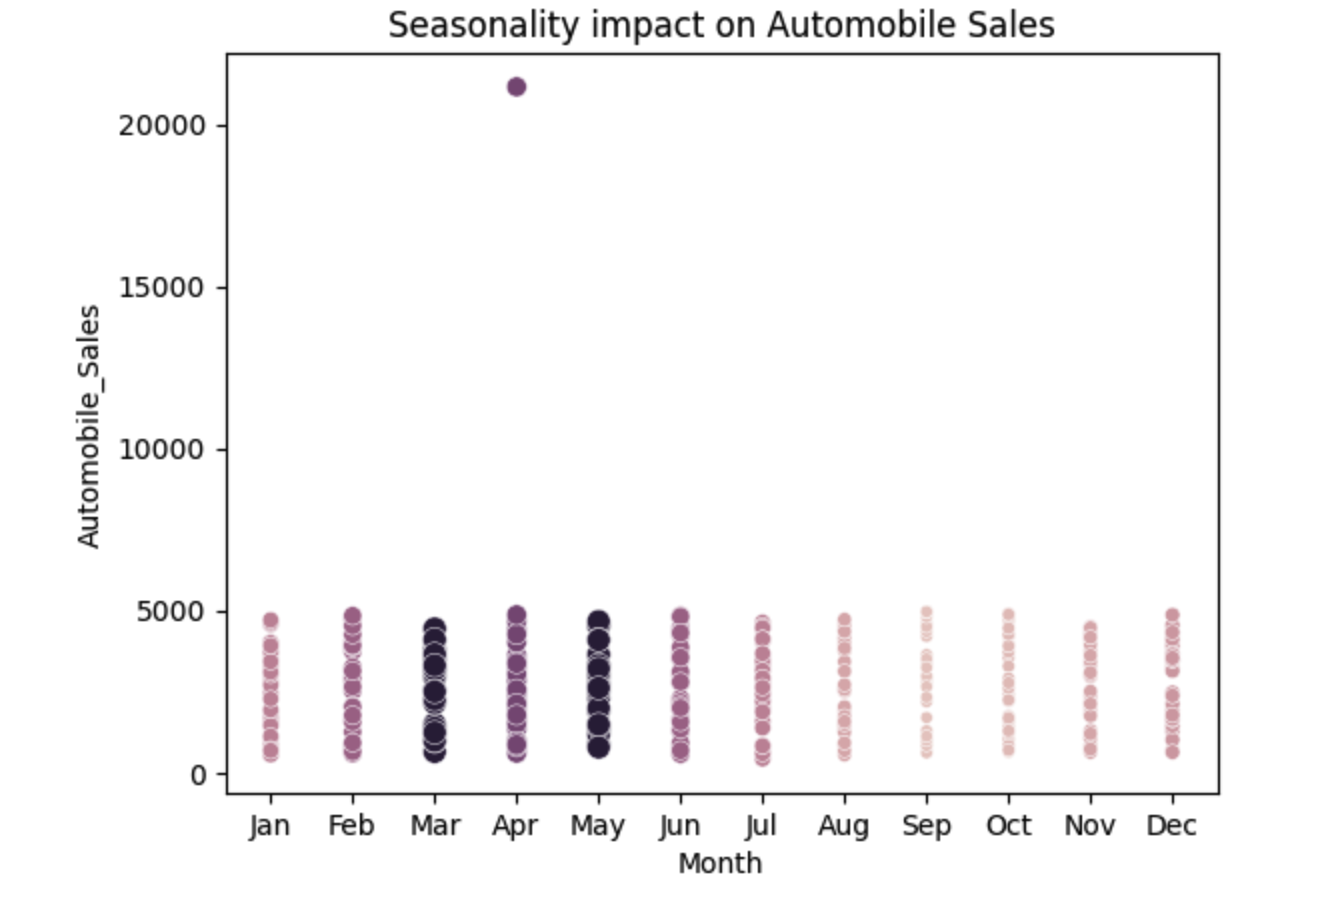 Seasonality impact on Automobile Sales
20000
15000
10000
5000
0
Automobile_Sales
Jan Feb Mar Apr May Jun Jul Aug Sep Oct Nov Dec
Month